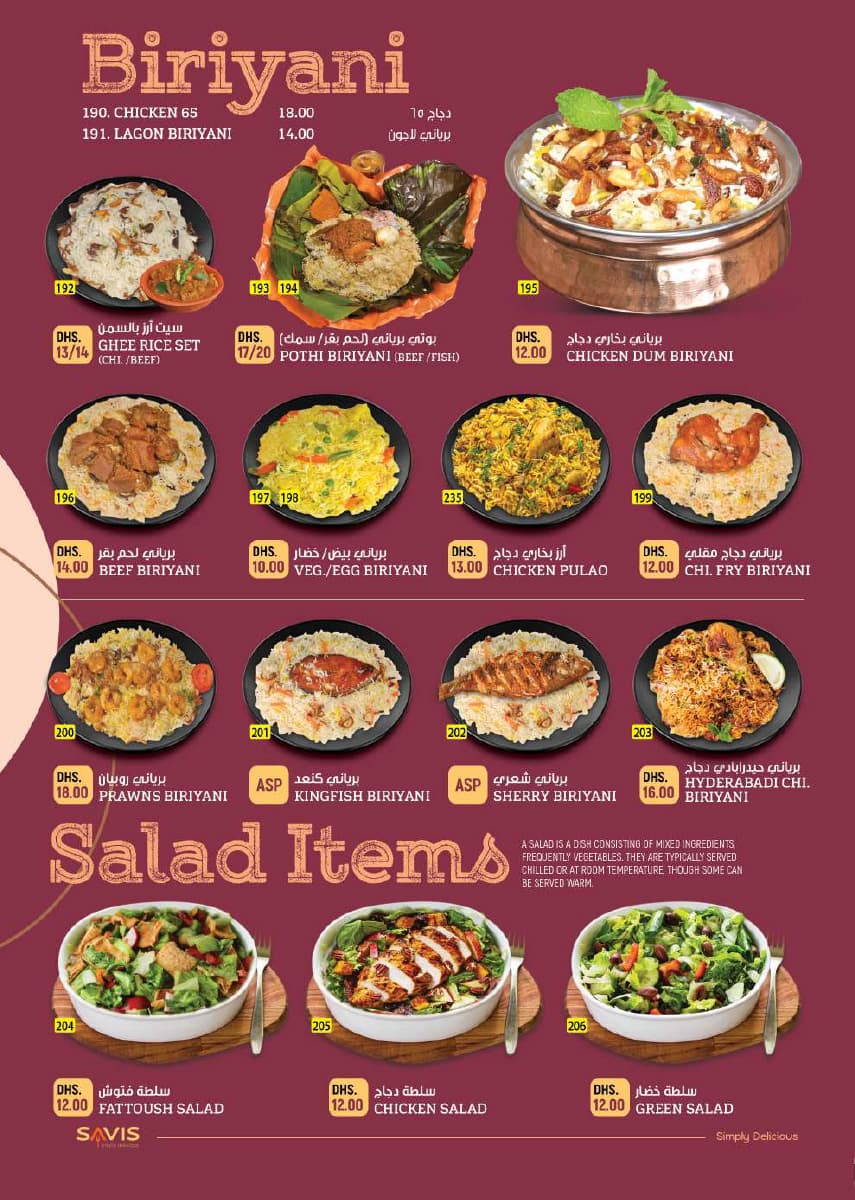 Biriyani
190. CHICKEN 65 18.00 دجاج ٦٥
191. LAGON BIRIYANI 14.00 برياني لاجون
192
193 194
195
DHS. 13/14
سيت أرز بالسمن
GHEE RICE SET
(CHI. /BEEF)
DHS. 17/20
بوتي برياني (لحم بقر/ سمك)
POTHI BIRIYANI (BEEF /FISH)
DHS. 12.00
برياني بخاري دجاج
CHICKEN DUM BIRIYANI
196
197 198
235
199
DHS. 14.00
برياني لحم بقر
BEEF BIRIYANI
DHS. 10.00
برياني بيض/ خضار
VEG./EGG BIRIYANI
DHS. 13.00
أرز بخاري دجاج
CHICKEN PULAO
DHS. 12.00
برياني دجاج مقلي
CHI. FRY BIRIYANI
200
201
202
203
DHS. 18.00
برياني روبيان
PRAWNS BIRIYANI
ASP
برياني كنعد
KINGFISH BIRIYANI
ASP
برياني شعري
SHERRY BIRIYANI
DHS. 16.00
برياني حيدرابادي دجاج
HYDERABADI CHI.
BIRIYANI
Salad Items
A SALAD IS A DISH CONSISTING OF MIXED INGREDIENTS,
FREQUENTLY VEGETABLES. THEY ARE TYPICALLY SERVED
CHILLED OR AT ROOM TEMPERATURE, THOUGH SOME CAN
BE SERVED WARM.
204
205
206
DHS. 12.00
سلطة فتوش
FATTOUSH SALAD
DHS. 12.00
سلطة دجاج
CHICKEN SALAD
DHS. 12.00
سلطة خضار
GREEN SALAD
SAVIS
Simply Delicious